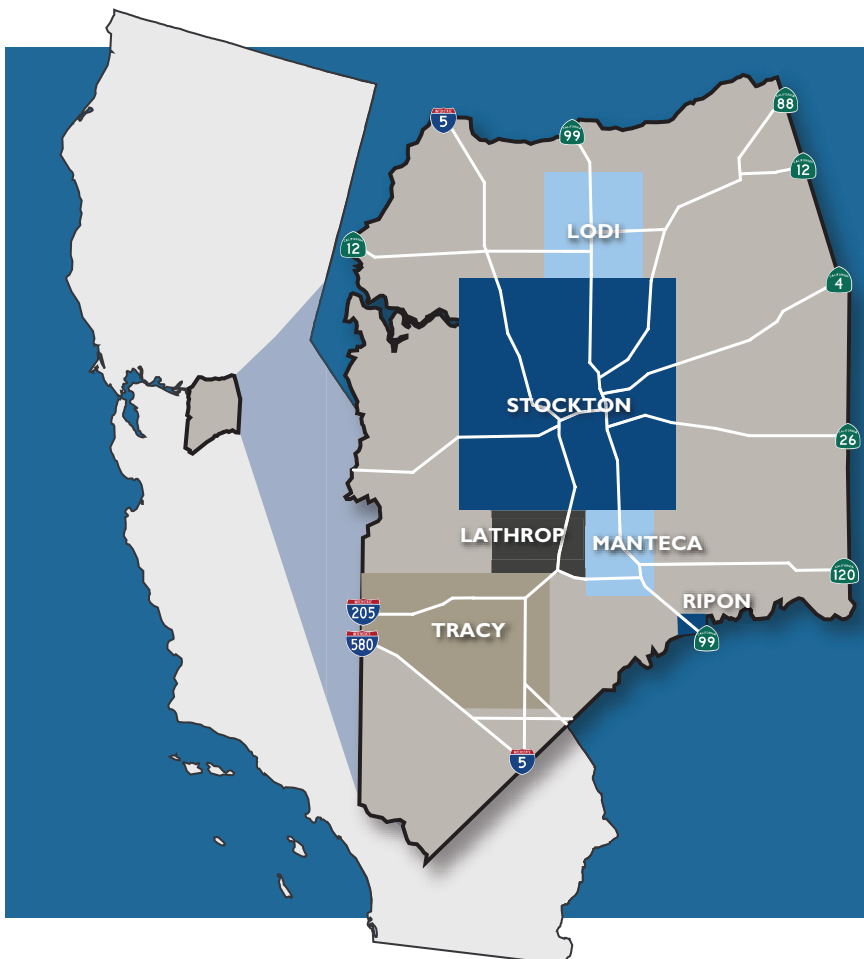 5
99
88
12
LODI
12
4
STOCKTON
26
LATHROP
MANTECA
120
RIPON
205
TRACY
99
580
5